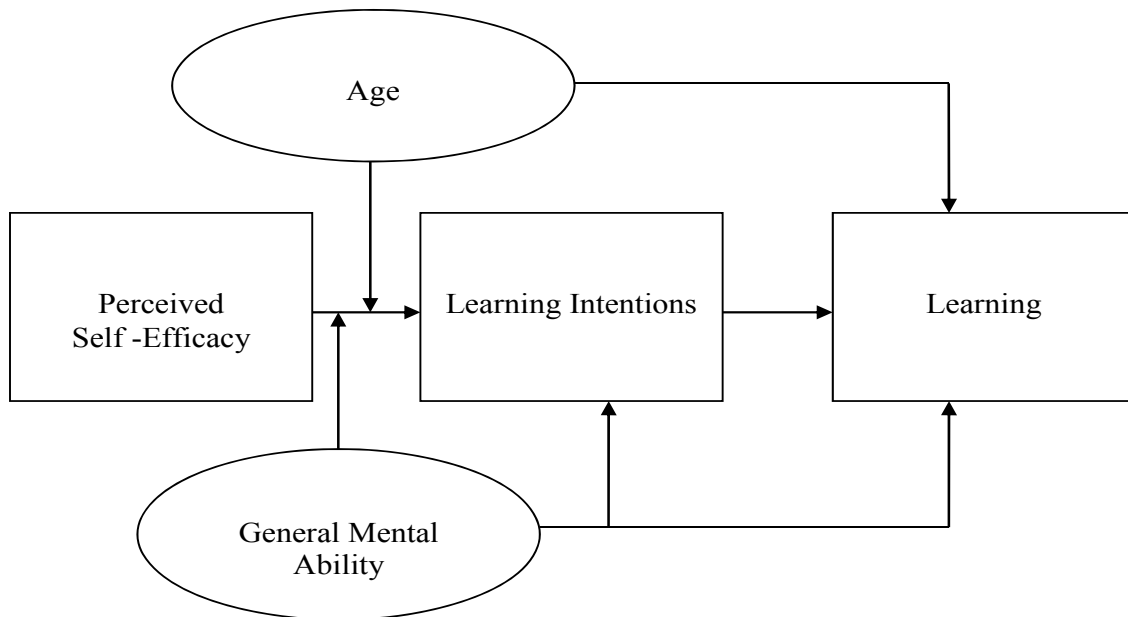 Age
Perceived
Self -Efficacy
Learning Intentions
Learning
General Mental
Ability